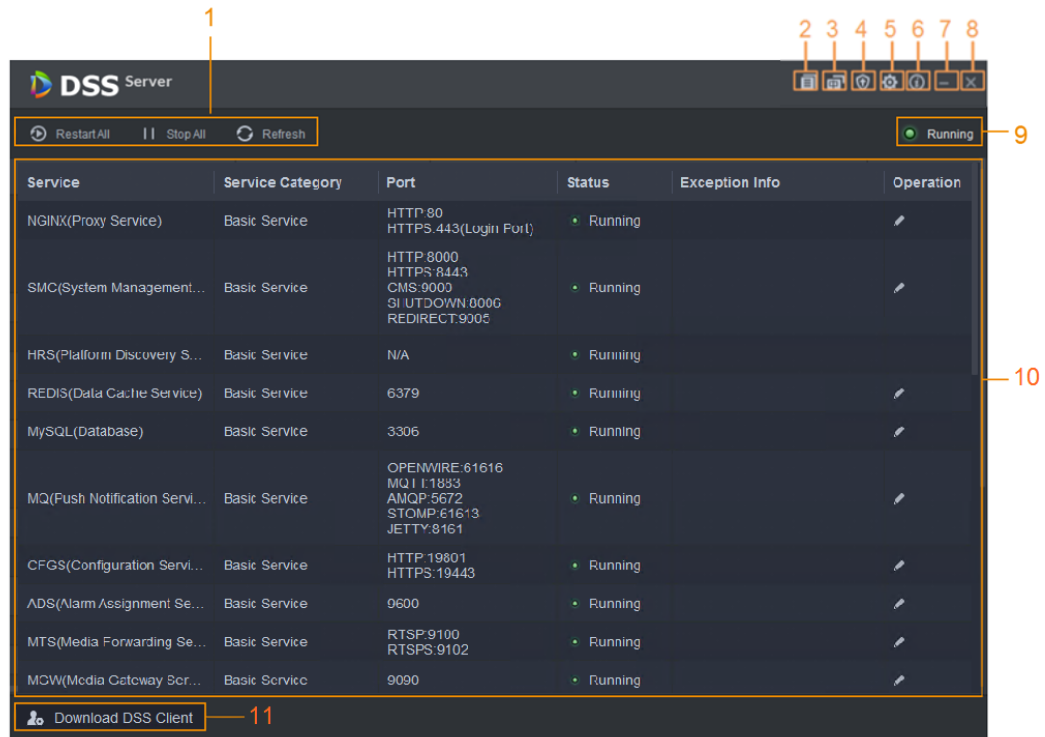 1
2 3 4 5 6 7 8
DSS Server
Restart All Stop All Refresh
Running 9
Service Service Category Port Status Exception Info Operation
NGINX(Proxy Service) Basic Service HTTP:80 Running
HTTPS:443(Login Port)
HTTP:8000
HTTPS:8443
SMC(System Management... Basic Service CMS:9000 Running
SHUTDOWN:8006
REDIRECT:9005
HRS(Platform Discovery S... Basic Service N/A Running
10
REDIS(Data Cache Service) Basic Service 6379 Running
MySQL(Database) Basic Service 3306 Running
OPENWIRE:61616
MQTT:1883
MQ(Push Notification Servi... Basic Service AMQP:5672 Running
STOMP:61613
JETTY:8161
CFGS(Configuration Servi... Basic Service HTTP:19801 Running
HTTPS:19443
ADS(Alarm Assignment Se... Basic Service 9600 Running
MTS(Media Forwarding Se... Basic Service RTSP:9100 Running
RTSPS:9102
MGW(Media Gateway Ser... Basic Service 9090 Running
Download DSS Client 11